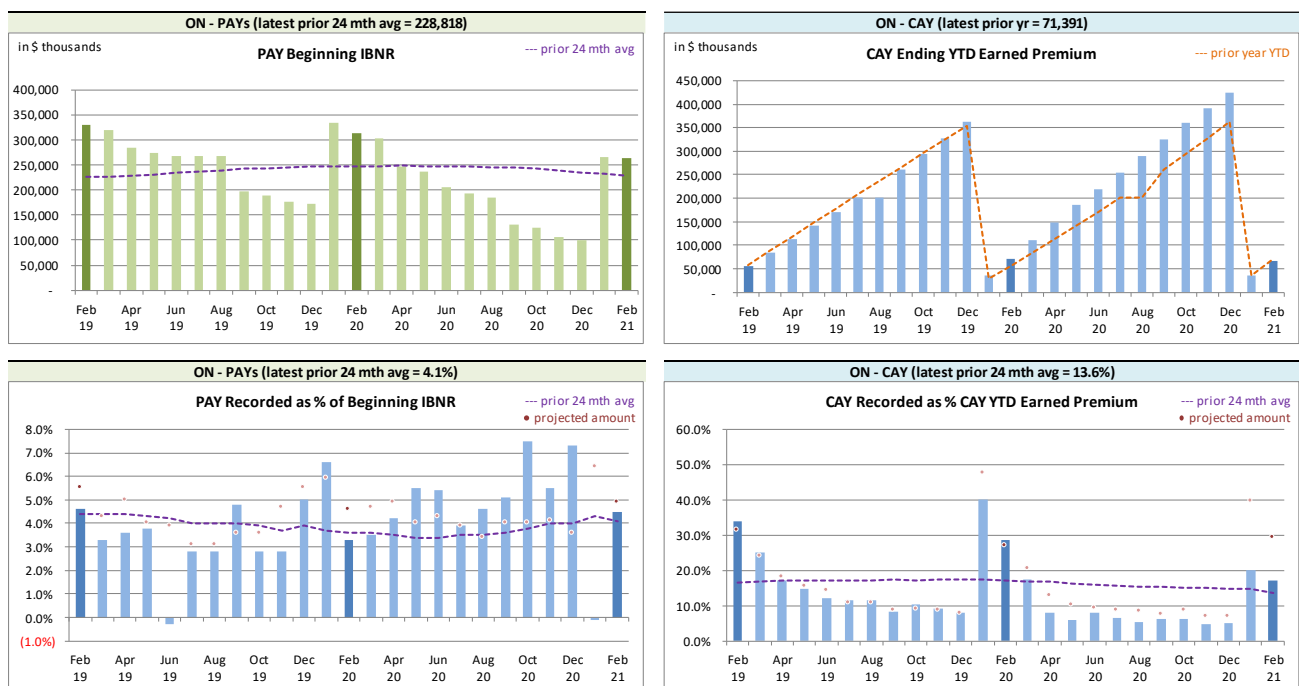 ON - PAYs (latest prior 24 mth avg = 228,818)
in $ thousands
PAY Beginning IBNR
--- prior 24 mth avg
400,000
350,000
300,000
250,000
200,000
150,000
100,000
50,000
-
Feb Apr Jun Aug Oct Dec Feb Apr Jun Aug Oct Dec Feb
19 19 19 19 19 19 20 20 20 20 20 20 21
ON - CAY (latest prior yr = 71,391)
in $ thousands
CAY Ending YTD Earned Premium
--- prior year YTD
450,000
400,000
350,000
300,000
250,000
200,000
150,000
100,000
50,000
-
Feb Apr Jun Aug Oct Dec Feb Apr Jun Aug Oct Dec Feb
19 19 19 19 19 19 20 20 20 20 20 20 21
ON - PAYs (latest prior 24 mth avg = 4.1%)
PAY Recorded as % of Beginning IBNR
--- prior 24 mth avg
• projected amount
8.0%
7.0%
6.0%
5.0%
4.0%
3.0%
2.0%
1.0%
0.0%
(1.0%)
Feb Apr Jun Aug Oct Dec Feb Apr Jun Aug Oct Dec Feb
19 19 19 19 19 19 20 20 20 20 20 20 21
ON - CAY (latest prior 24 mth avg = 13.6%)
CAY Recorded as % CAY YTD Earned Premium
--- prior 24 mth avg
• projected amount
60.0%
50.0%
40.0%
30.0%
20.0%
10.0%
0.0%
Feb Apr Jun Aug Oct Dec Feb Apr Jun Aug Oct Dec Feb
19 19 19 19 19 19 20 20 20 20 20 20 21